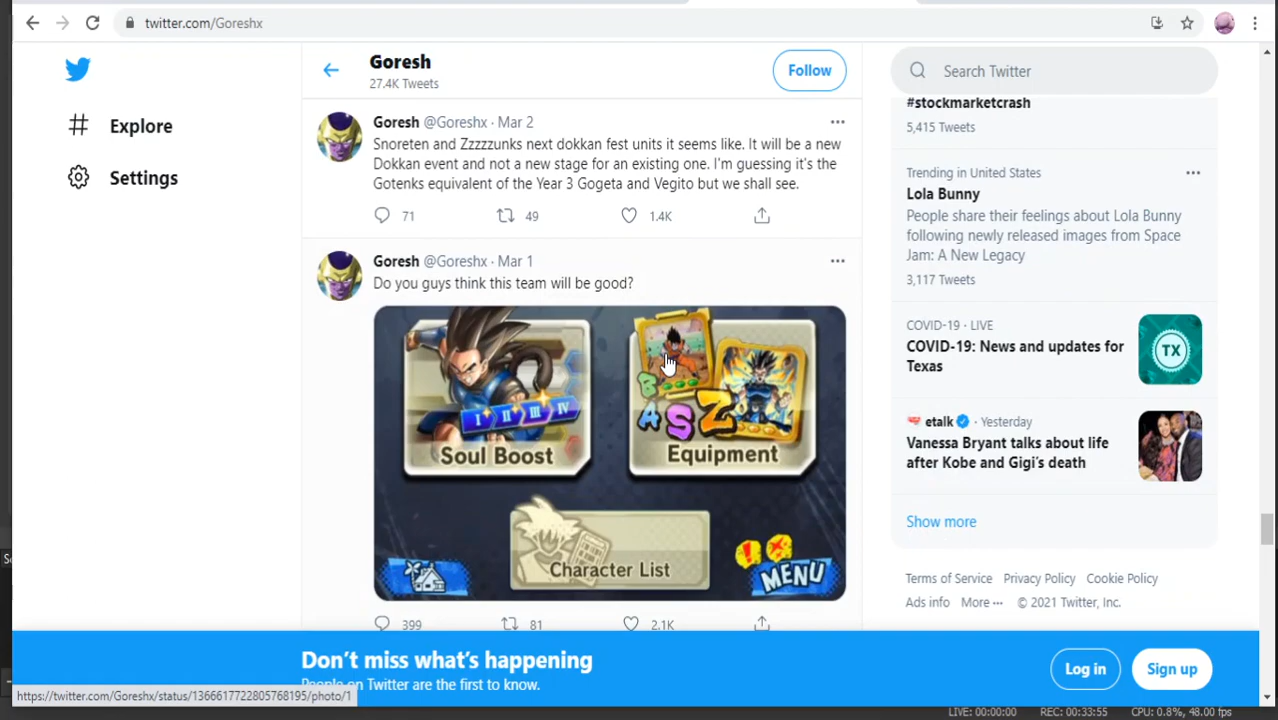 twitter.com/Goreshx
Goresh
27.4K Tweets
Follow
Search Twitter
Explore
Settings
Goresh @Goreshx · Mar 2
Snoreten and Zzzzzunks next dokkan fest units it seems like. It will be a new
Dokkan event and not a new stage for an existing one. I'm guessing it's the
Gotenks equivalent of the Year 3 Gogeta and Vegito but we shall see.
71 49 1.4K
Goresh @Goreshx · Mar 1
Do you guys think this team will be good?
I II III IV
Soul Boost
B A S Z
Equipment
Character List
MENU
399 81 2.1K
#stockmarketcrash
5,415 Tweets
Trending in United States
Lola Bunny
People share their feelings about Lola Bunny
following newly released images from Space
Jam: A New Legacy
3,117 Tweets
COVID-19 · LIVE
COVID-19: News and updates for
Texas
TX
etalk · Yesterday
Vanessa Bryant talks about life
after Kobe and Gigi's death
Show more
Terms of Service Privacy Policy Cookie Policy
Ads info More ··· © 2021 Twitter, Inc.
Don't miss what's happening
People on Twitter are the first to know.
Log in
Sign up
https://twitter.com/Goreshx/status/1366617722805768195/photo/1
LIVE: 00:00:00 REC: 00:33:55 CPU: 0.8%, 48.00 fps